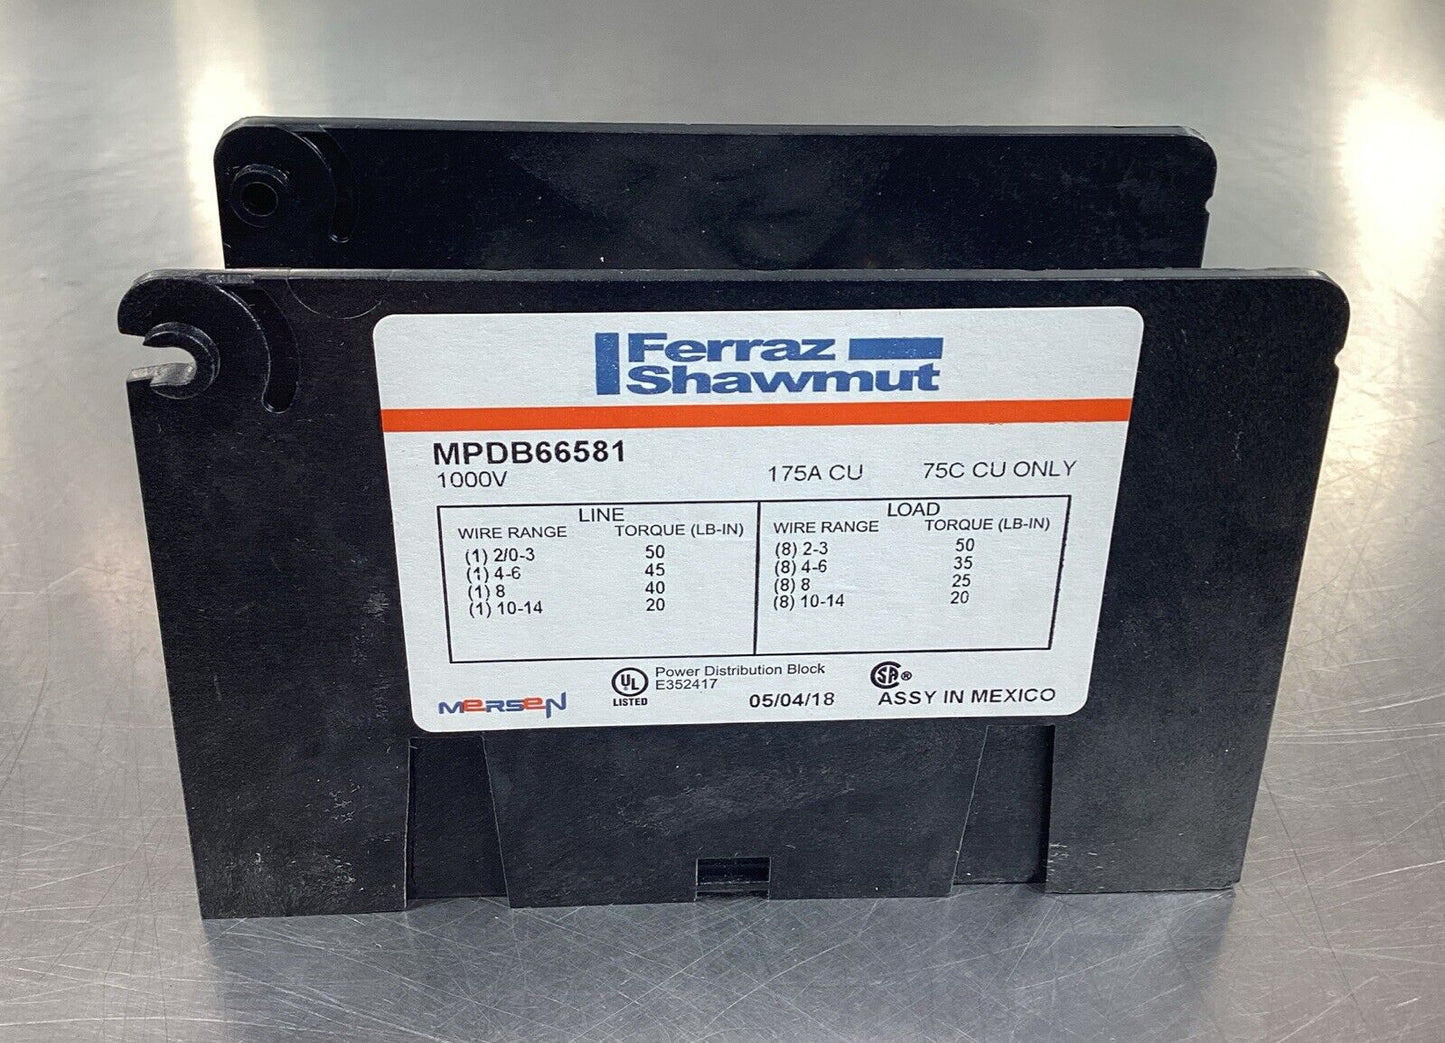 Ferraz
Shawmut
MPDB66581
1000V
175A CU 75C CU ONLY
LINE
WIRE RANGE TORQUE (LB-IN)
(1) 2/0-3 50
(1) 4-6 45
(1) 8 40
(1) 10-14 20
LOAD
WIRE RANGE TORQUE (LB-IN)
(8) 2-3 50
(8) 4-6 35
(8) 8 25
(8) 10-14 20
MERSEN
UL
LISTED
Power Distribution Block
E352417
05/04/18
SA®
ASSY IN MEXICO